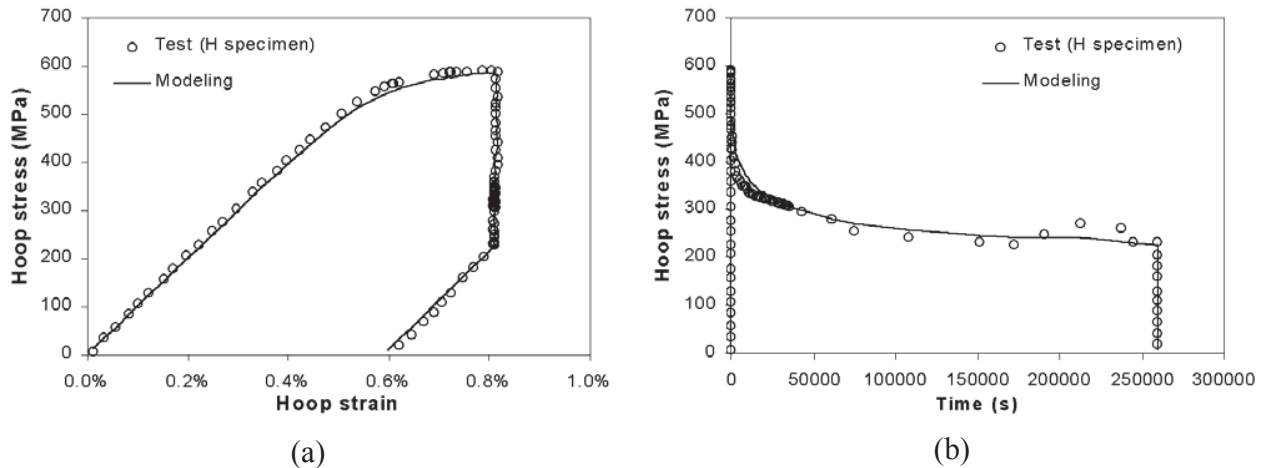 700
600
500
400
300
200
100
0
Hoop stress (MPa)
Test (H specimen)
Modeling
0.0% 0.2% 0.4% 0.6% 0.8% 1.0%
Hoop strain
(a)
700
600
500
400
300
200
100
0
Hoop stress (MPa)
Test (H specimen)
Modeling
0 50000 100000 150000 200000 250000 300000
Time (s)
(b)